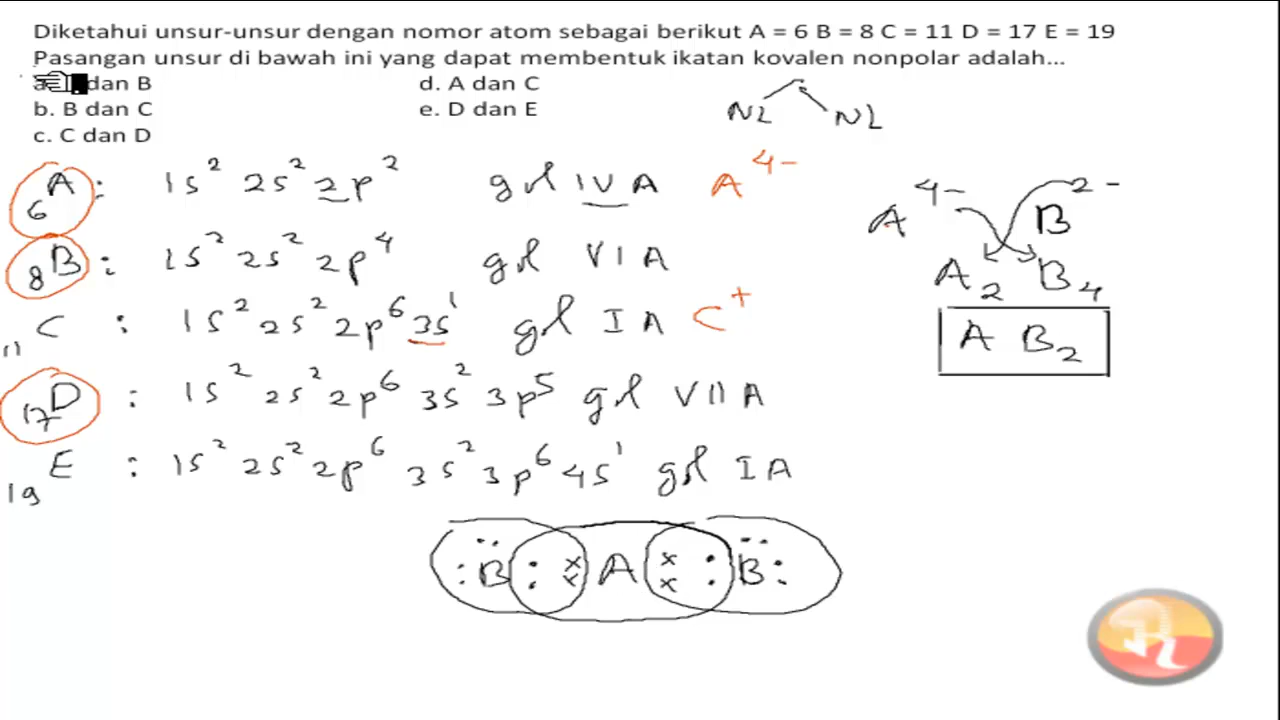 Diketahui unsur-unsur dengan nomor atom sebagai berikut A = 6 B = 8 C = 11 D = 17 E = 19
Pasangan unsur di bawah ini yang dapat membentuk ikatan kovalen nonpolar adalah...
dan B
d. A dan C
b. B dan C
e. D dan E
c. C dan D
NL NL
₆A : 1s² 2s² 2p² gol IVA A⁴⁻
₈B : 1s² 2s² 2p⁴ gol VIA
₁₁C : 1s² 2s² 2p⁶ 3s¹ gol IA C⁺
₁₇D : 1s² 2s² 2p⁶ 3s² 3p⁵ gol VIIA
₁₉E : 1s² 2s² 2p⁶ 3s² 3p⁶ 4s¹ gol IA
A⁴⁻ B²⁻
A₂ B₄
A B₂
B A B